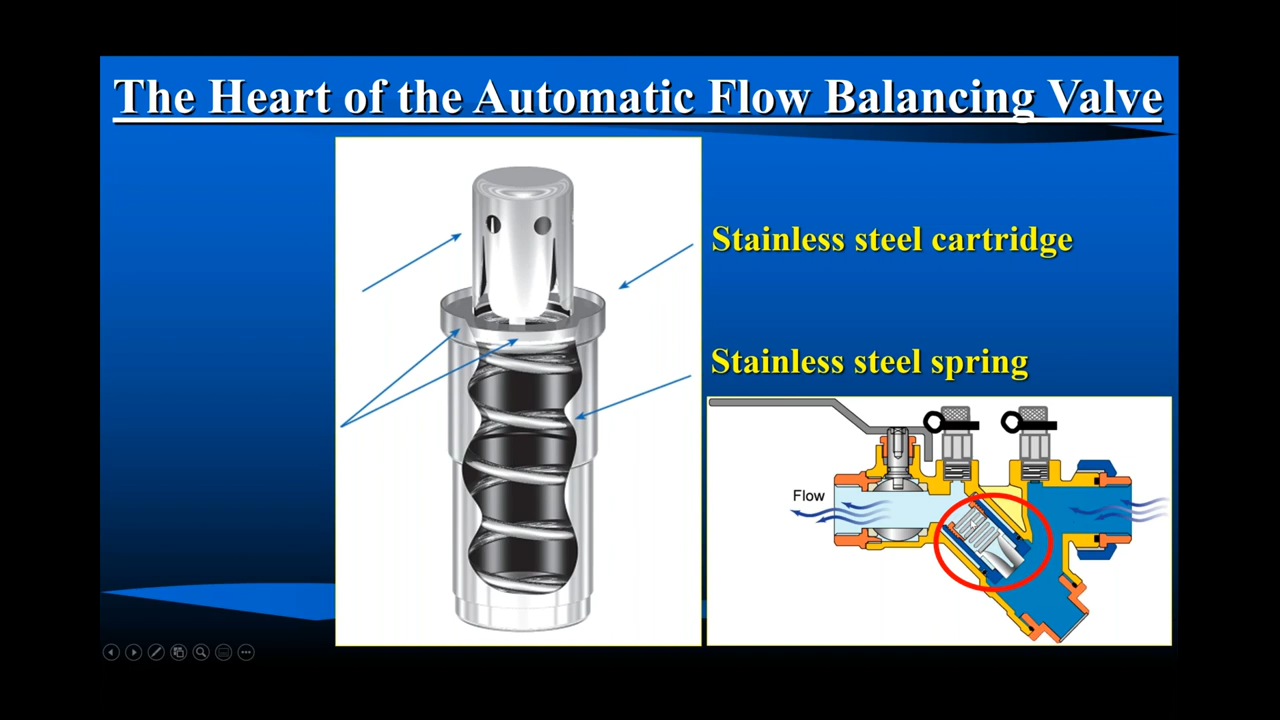 The Heart of the Automatic Flow Balancing Valve
Stainless steel cartridge
Stainless steel spring
Flow